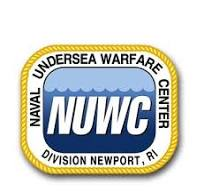 NAVAL UNDERSEA WARFARE CENTER
NUWC
DIVISION NEWPORT, RI